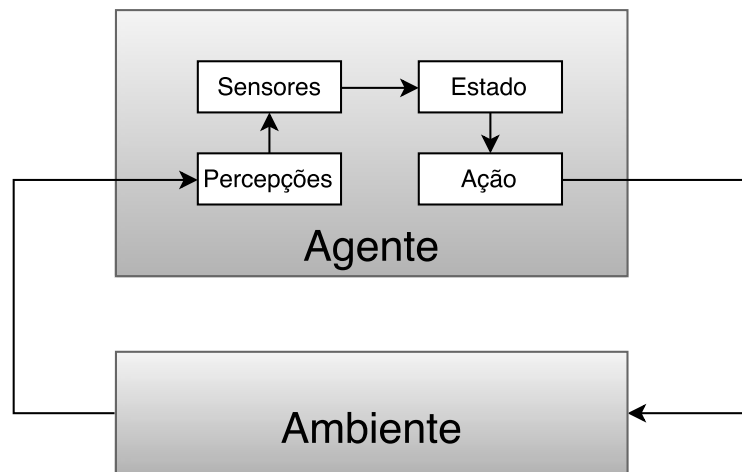 Sensores
Estado
Percepções
Ação
Agente
Ambiente